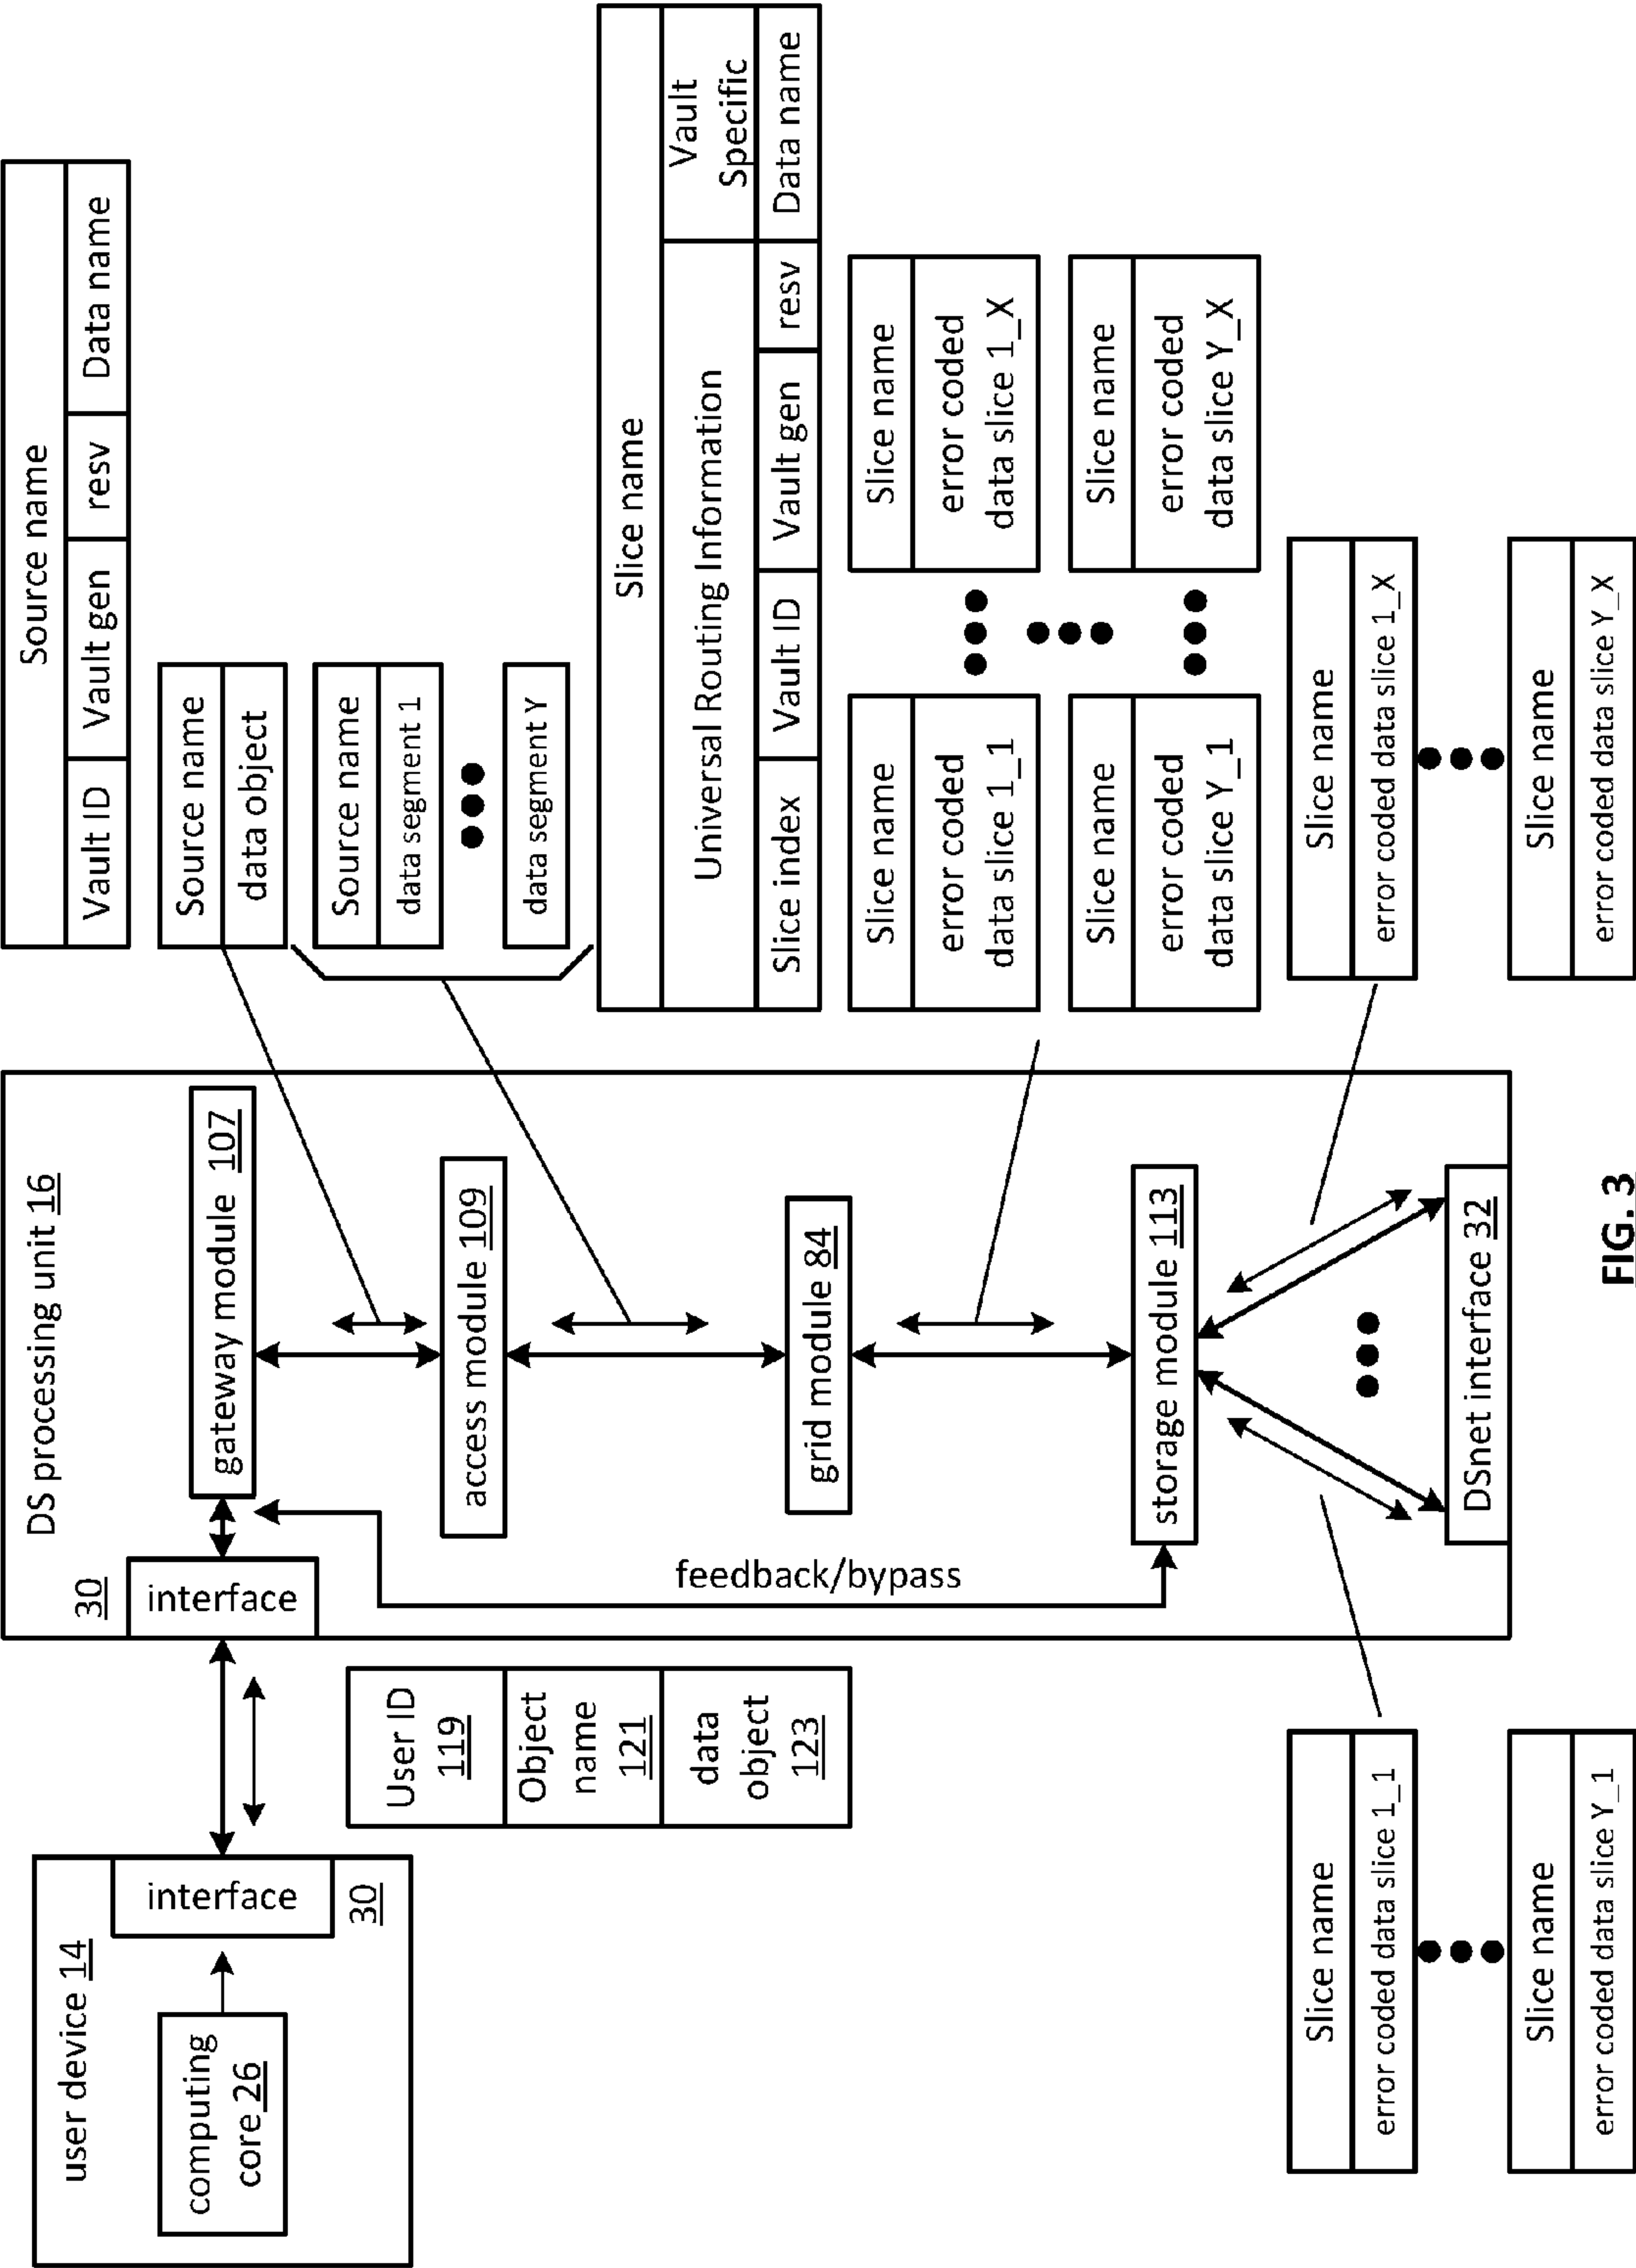 user device 14
computing
core 26
interface
30
User ID
119
Object
name
121
data
object
123
DS processing unit 16
30
interface
gateway module 107
access module 109
grid module 84
storage module 113
DSnet interface 32
feedback/bypass
Source name
Vault ID
Vault gen
resv
Data name
Source name
data object
Source name
data segment 1
data segment Y
Slice name
Universal Routing Information
Vault
Specific
Slice index
Vault ID
Vault gen
resv
Data name
Slice name
error coded
data slice 1_1
Slice name
error coded
data slice 1_X
Slice name
error coded
data slice Y_1
Slice name
error coded
data slice Y_X
Slice name
error coded data slice 1_1
Slice name
error coded data slice Y_1
Slice name
error coded data slice 1_X
Slice name
error coded data slice Y_X
FIG. 3